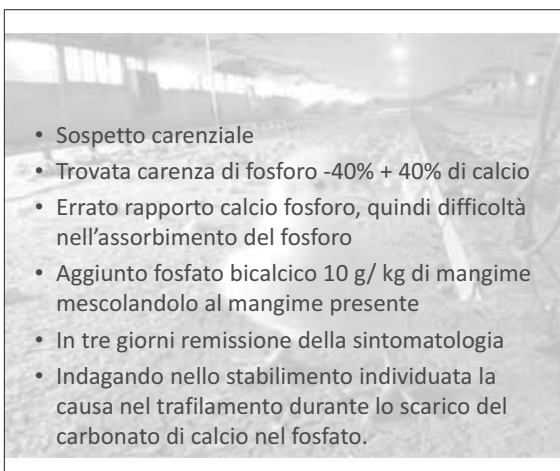 • Sospetto carenziale
• Trovata carenza di fosforo -40% + 40% di calcio
• Errato rapporto calcio fosforo, quindi difficoltà
nell'assorbimento del fosforo
• Aggiunto fosfato bicalcico 10 g/ kg di mangime
mescolandolo al mangime presente
• In tre giorni remissione della sintomatologia
• Indagando nello stabilimento individuata la
causa nel trafilamento durante lo scarico del
carbonato di calcio nel fosfato.